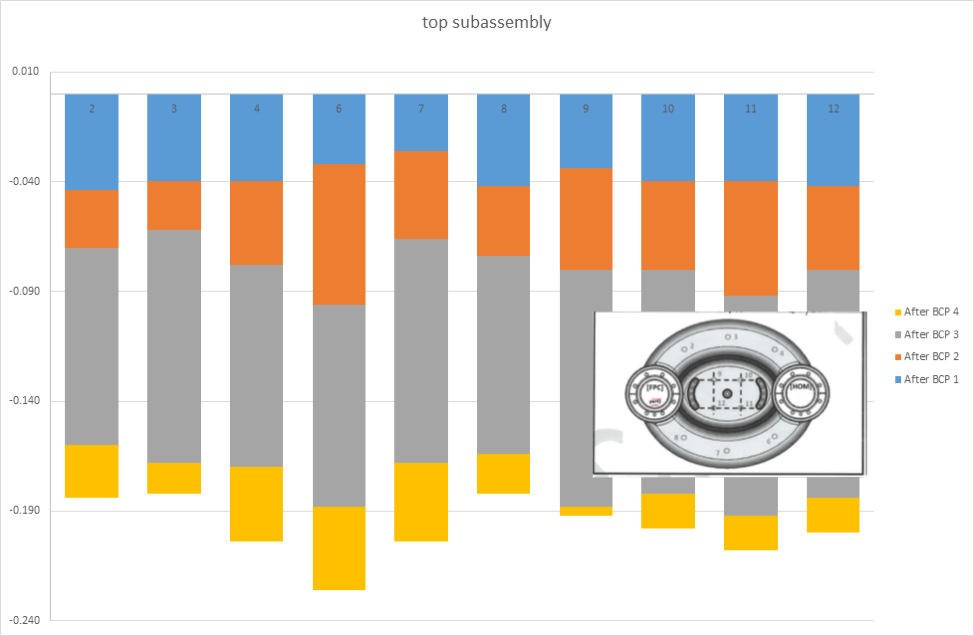 top subassembly
0.010
2 3 4 6 7 8 9 10 11 12
-0.040
-0.090
-0.140
-0.190
-0.240
After BCP 4
After BCP 3
After BCP 2
After BCP 1
2 3 4
9 10
[FPC] [HOM]
12 11
8 7 6